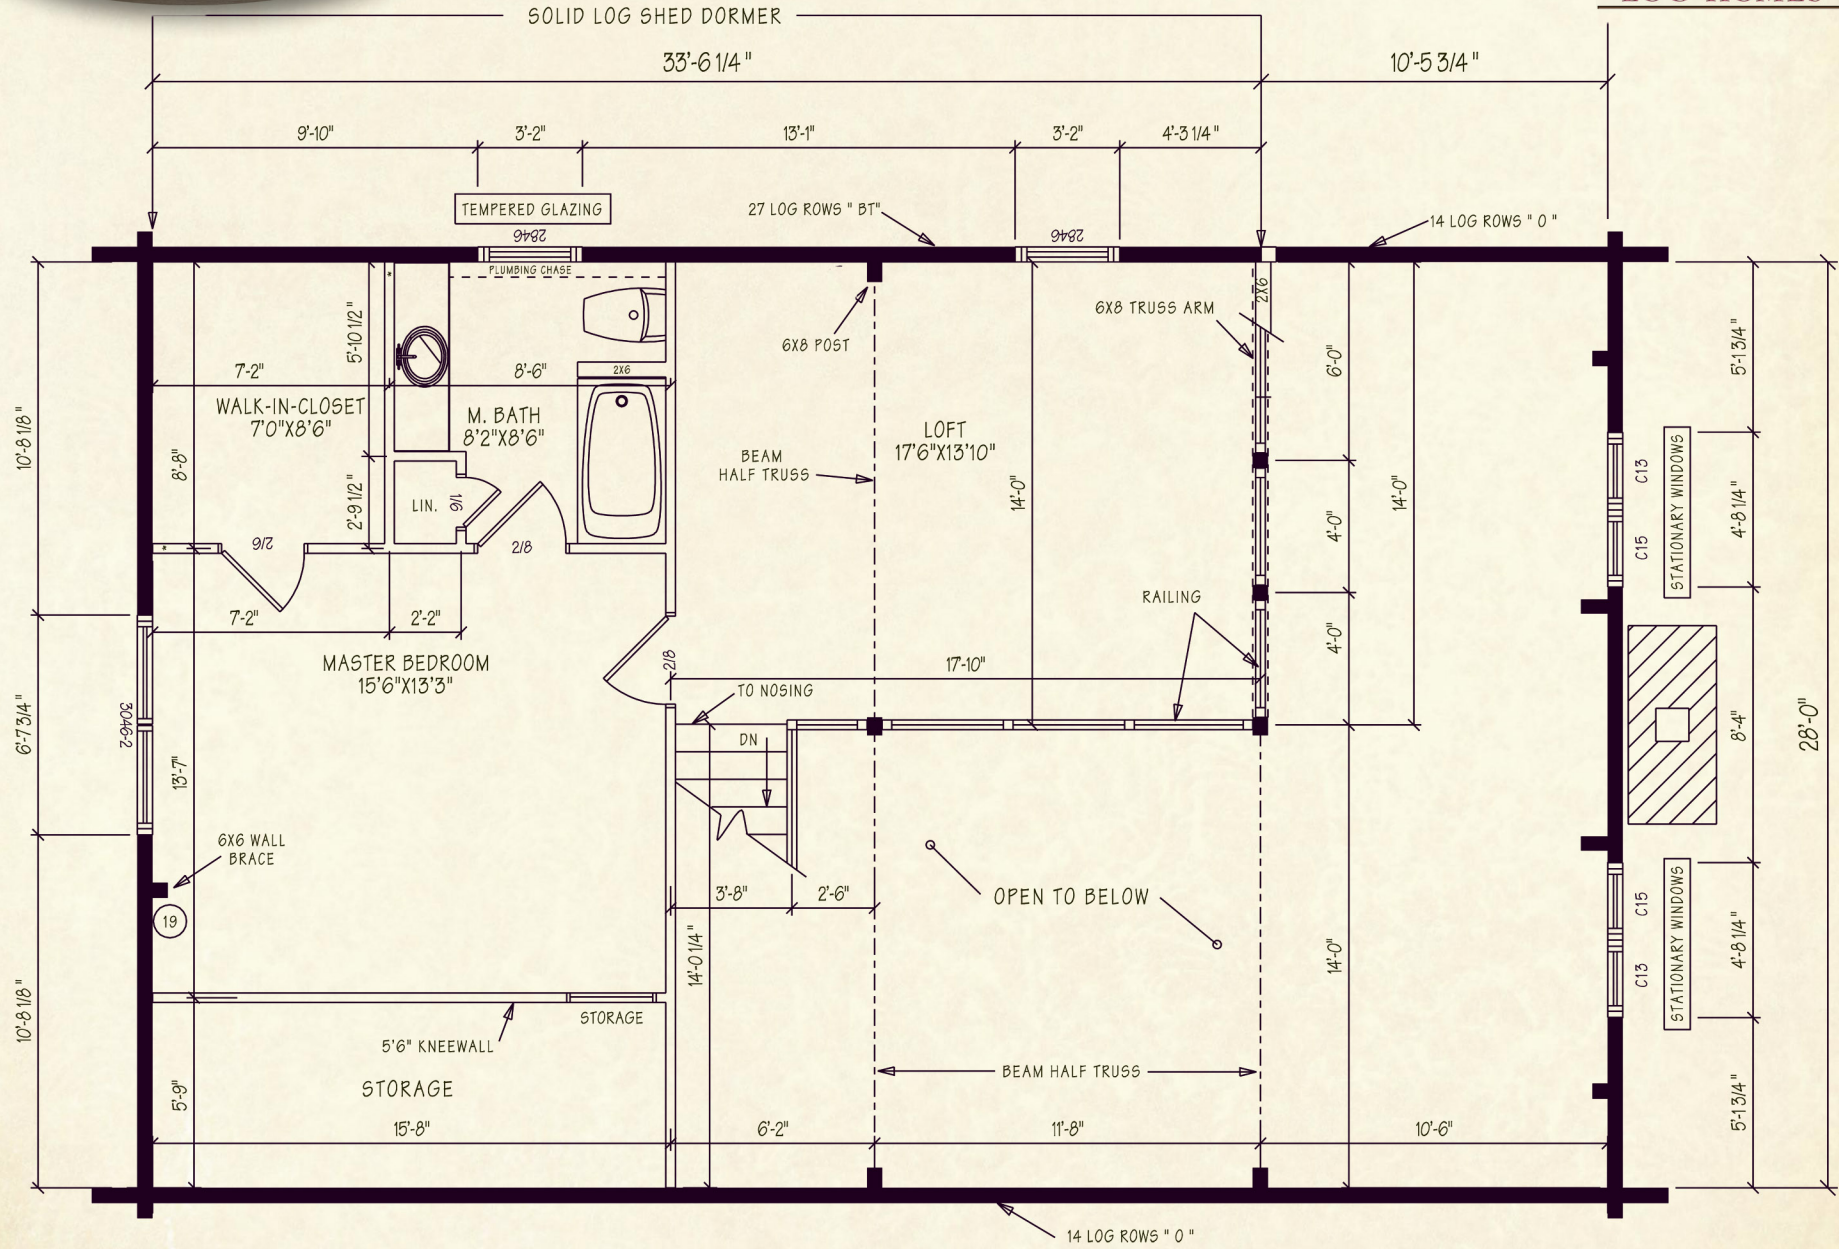 LOG HOMES
SOLID LOG SHED DORMER
33'-6 1/4"
10'-5 3/4"
9'-10"
3'-2"
13'-1"
3'-2"
4'-3 1/4"
TEMPERED GLAZING
27 LOG ROWS " BT"
14 LOG ROWS " O "
2846
2846
PLUMBING CHASE
6X8 POST
6X8 TRUSS ARM
2X6
5'-10 1/2"
7'-2"
8'-6"
2X6
WALK-IN-CLOSET
7'0"X8'6"
M. BATH
8'2"X8'6"
LOFT
17'6"X13'10"
BEAM
HALF TRUSS
10'-8 1/8"
8'-8"
2'-9 1/2"
LIN.
1/6
2/6
2/8
14'-0"
6'-0"
4'-0"
4'-0"
14'-0"
C13
C15
STATIONARY WINDOWS
5'-1 3/4"
4'-8 1/4"
RAILING
7'-2"
2'-2"
MASTER BEDROOM
15'6"X13'3"
2/8
17'-10"
TO NOSING
DN
6'-7 3/4"
3046-2
13'-7"
8'-4"
28'-0"
6X6 WALL
BRACE
19
3'-8"
2'-6"
OPEN TO BELOW
14'-0 1/4"
14'-0"
C15
C13
STATIONARY WINDOWS
4'-8 1/4"
10'-8 1/8"
STORAGE
5'6" KNEEWALL
STORAGE
BEAM HALF TRUSS
5'-9"
15'-8"
6'-2"
11'-8"
10'-6"
5'-1 3/4"
14 LOG ROWS " O "